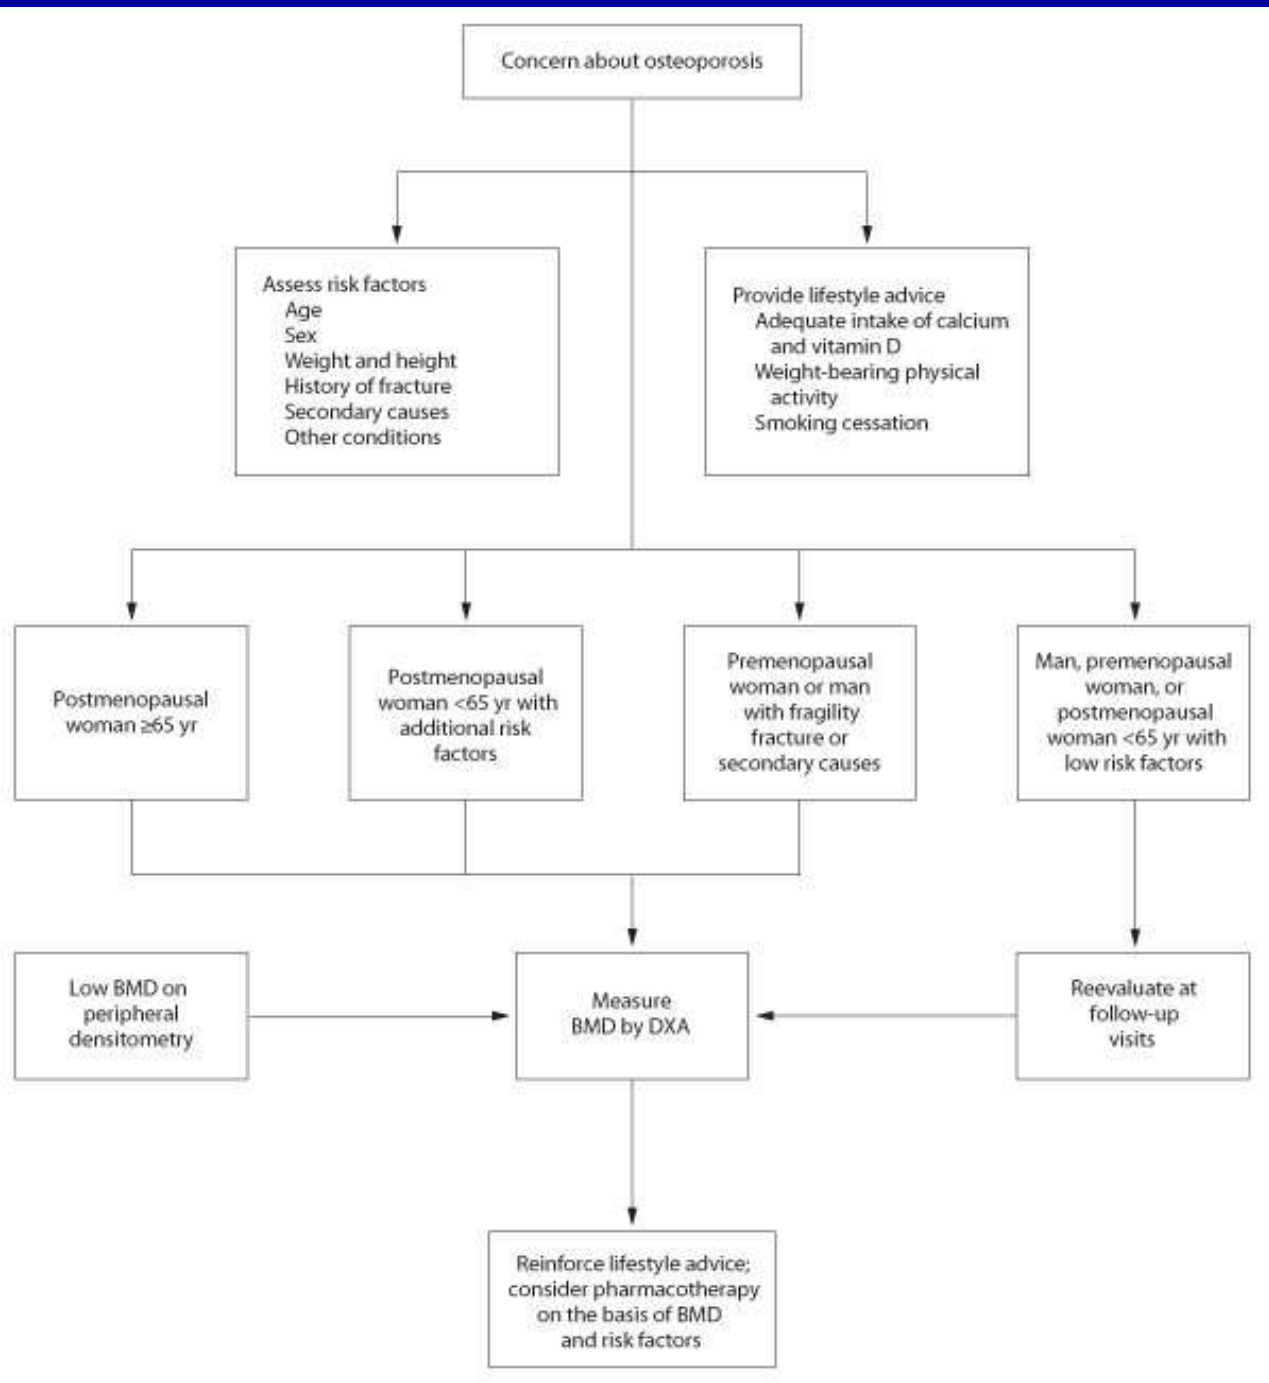 Concern about osteoporosis
Assess risk factors
Age
Sex
Weight and height
History of fracture
Secondary causes
Other conditions
Provide lifestyle advice
Adequate intake of calcium
and vitamin D
Weight-bearing physical
activity
Smoking cessation
Postmenopausal
woman ≥65 yr
Postmenopausal
woman <65 yr with
additional risk
factors
Premenopausal
woman or man
with fragility
fracture or
secondary causes
Man, premenopausal
woman, or
postmenopausal
woman <65 yr with
low risk factors
Low BMD on
peripheral
densitometry
Measure
BMD by DXA
Reevaluate at
follow-up
visits
Reinforce lifestyle advice;
consider pharmacotherapy
on the basis of BMD
and risk factors